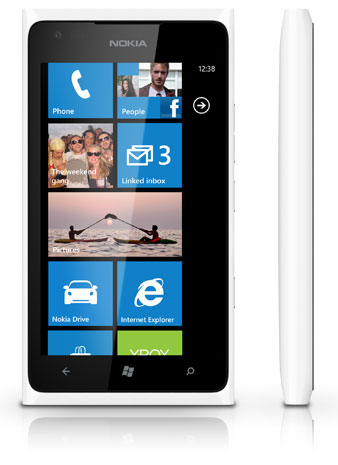 NOKIA
12:38
Phone
People
The weekend
gang
3
Linked inbox
Pictures
Nokia Drive
Internet Explorer
XBOX